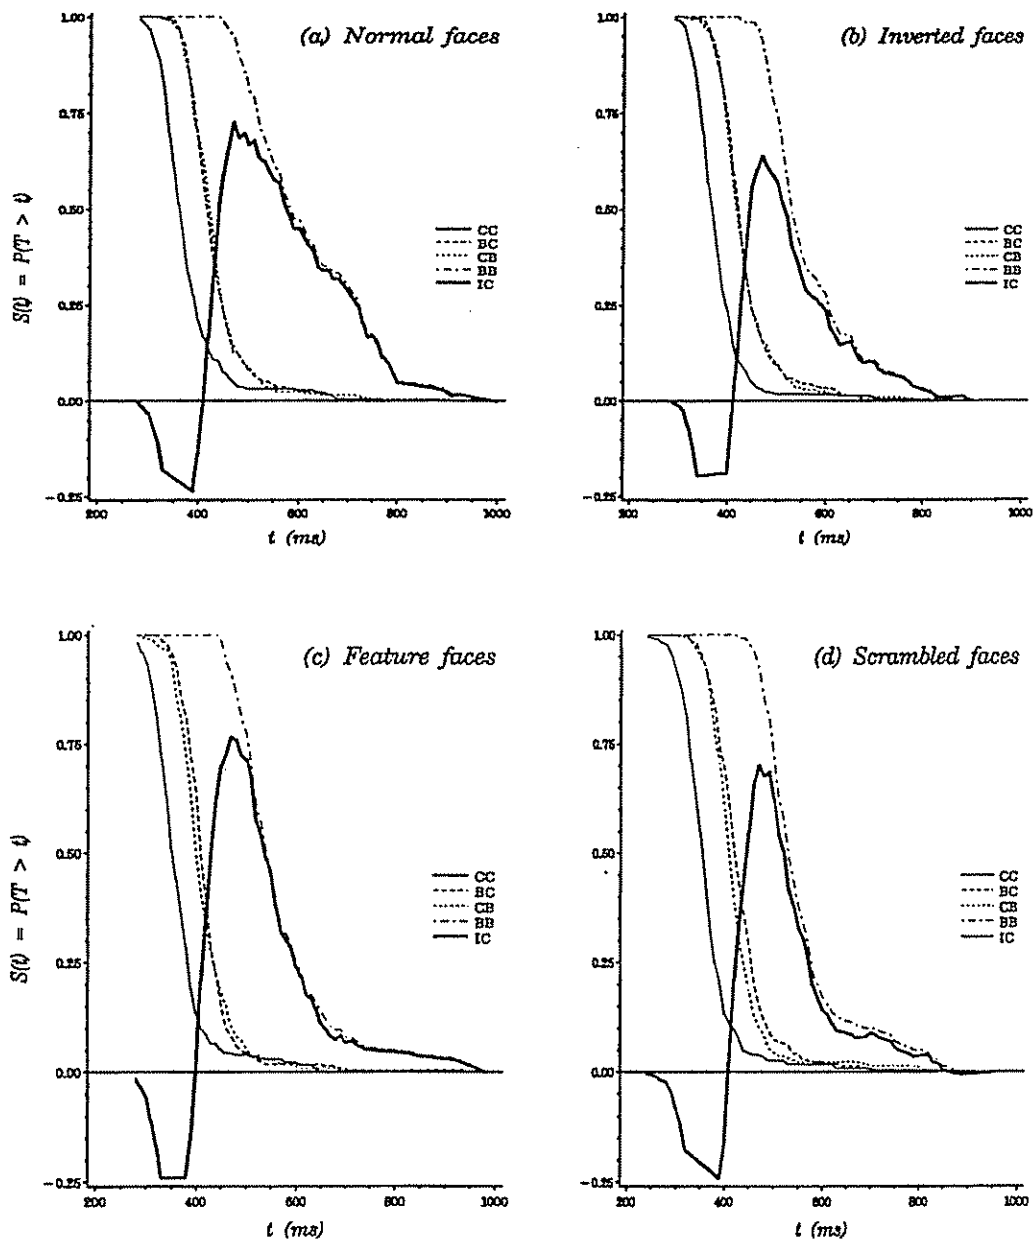 (a) Normal faces
1.00
0.75
0.50
0.25
0.00
−0.25
S(t) = P(T > t)
CC
BC
CB
BB
IC
200 400 600 800 1000
t (ms)
(b) Inverted faces
1.00
0.75
0.50
0.25
0.00
−0.25
CC
BC
CB
BB
IC
200 400 600 800 1000
t (ms)
(c) Feature faces
1.00
0.75
0.50
0.25
0.00
−0.25
S(t) = P(T > t)
CC
BC
CB
BB
IC
200 400 600 800 1000
t (ms)
(d) Scrambled faces
1.00
0.75
0.50
0.25
0.00
−0.25
CC
BC
CB
BB
IC
200 400 600 800 1000
t (ms)